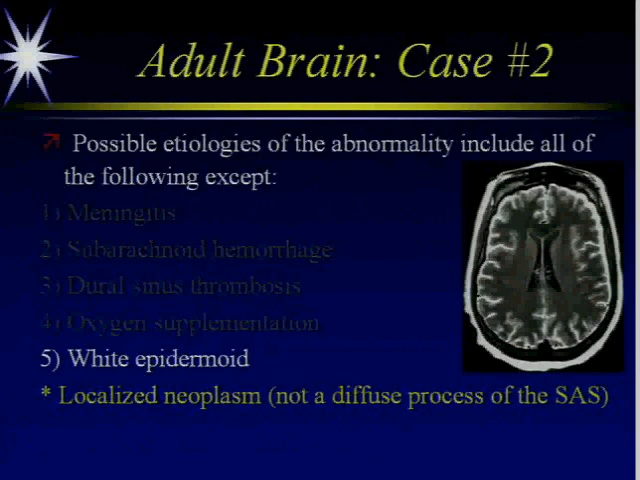 Adult Brain: Case #2
Possible etiologies of the abnormality include all of
the following except:
1) Meningitis
2) Subarachnoid hemorrhage
3) Dural sinus thrombosis
4) Oxygen supplementation
5) White epidermoid
* Localized neoplasm (not a diffuse process of the SAS)